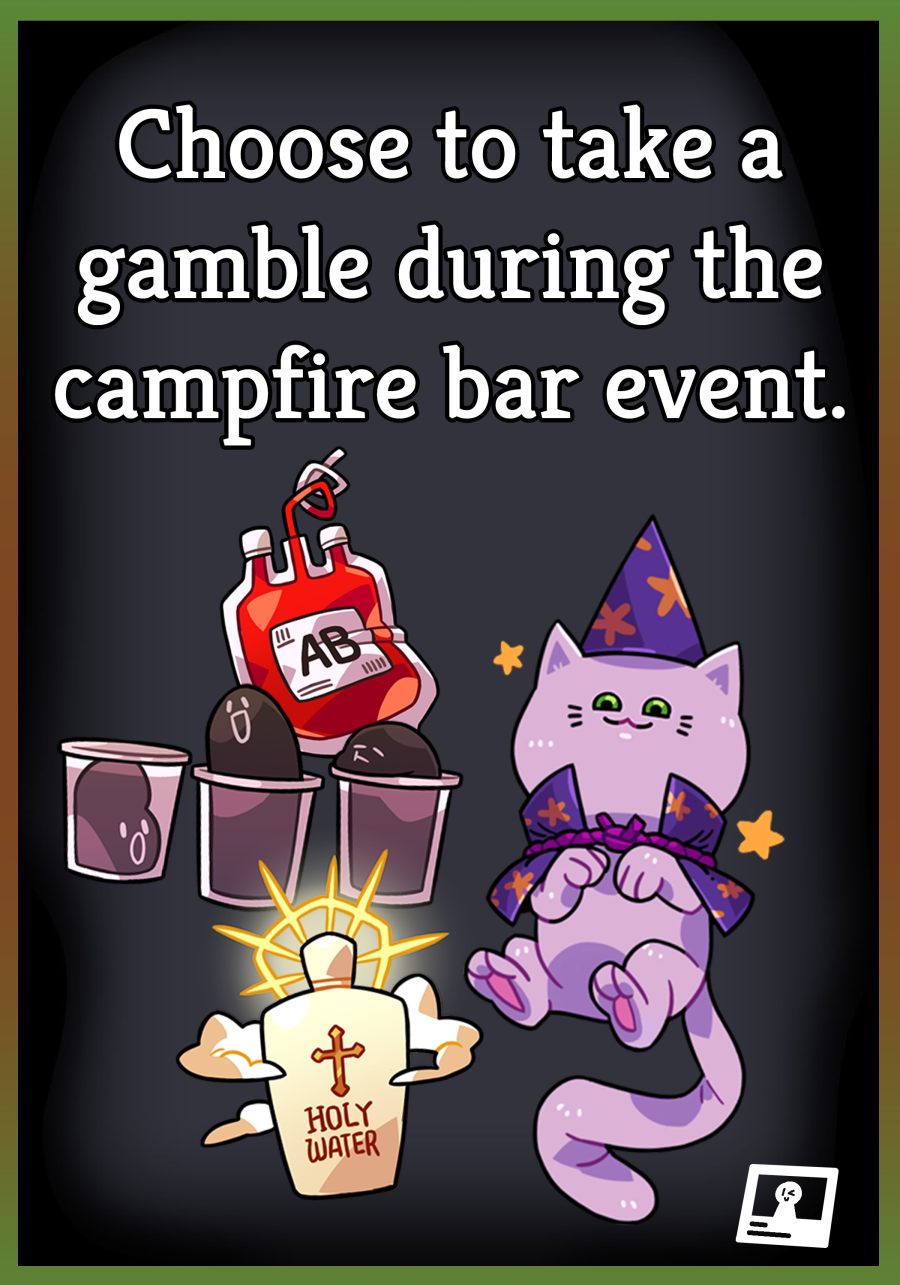 Choose to take a
gamble during the
campfire bar event.
AB
HOLY
WATER